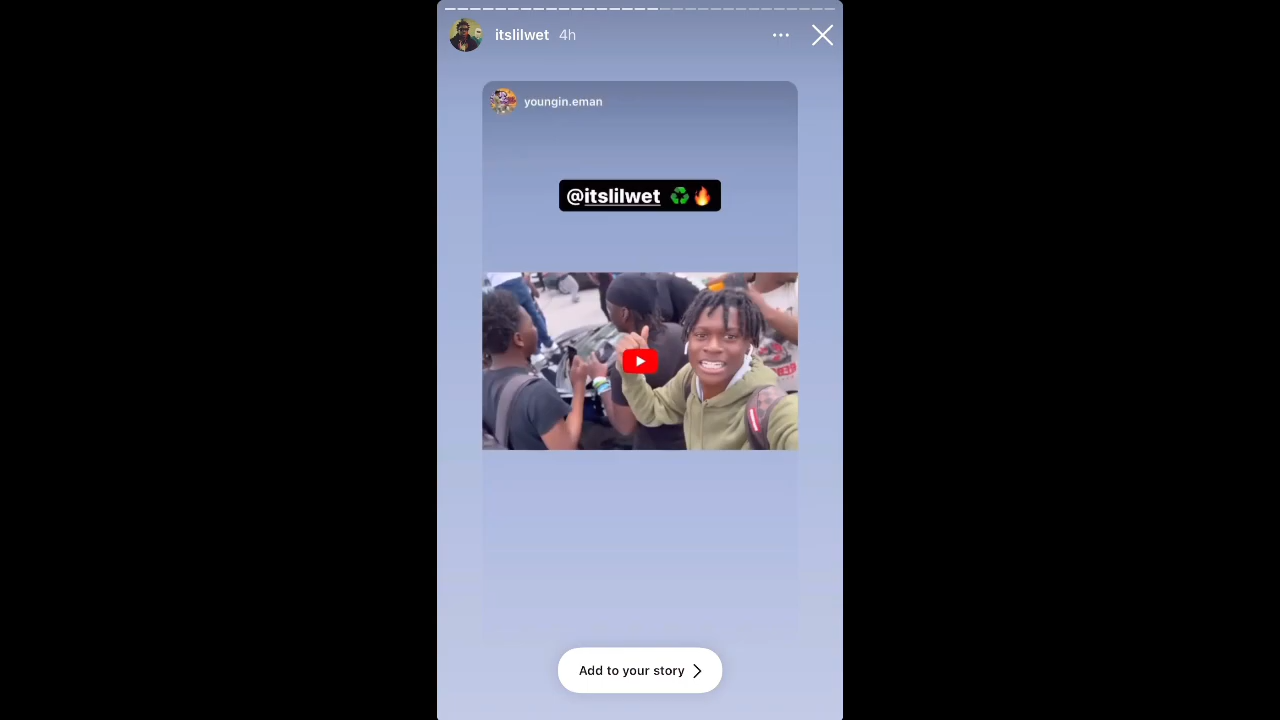 itslilwet 4h
youngin.eman
@itslilwet ♻️🔥
Add to your story